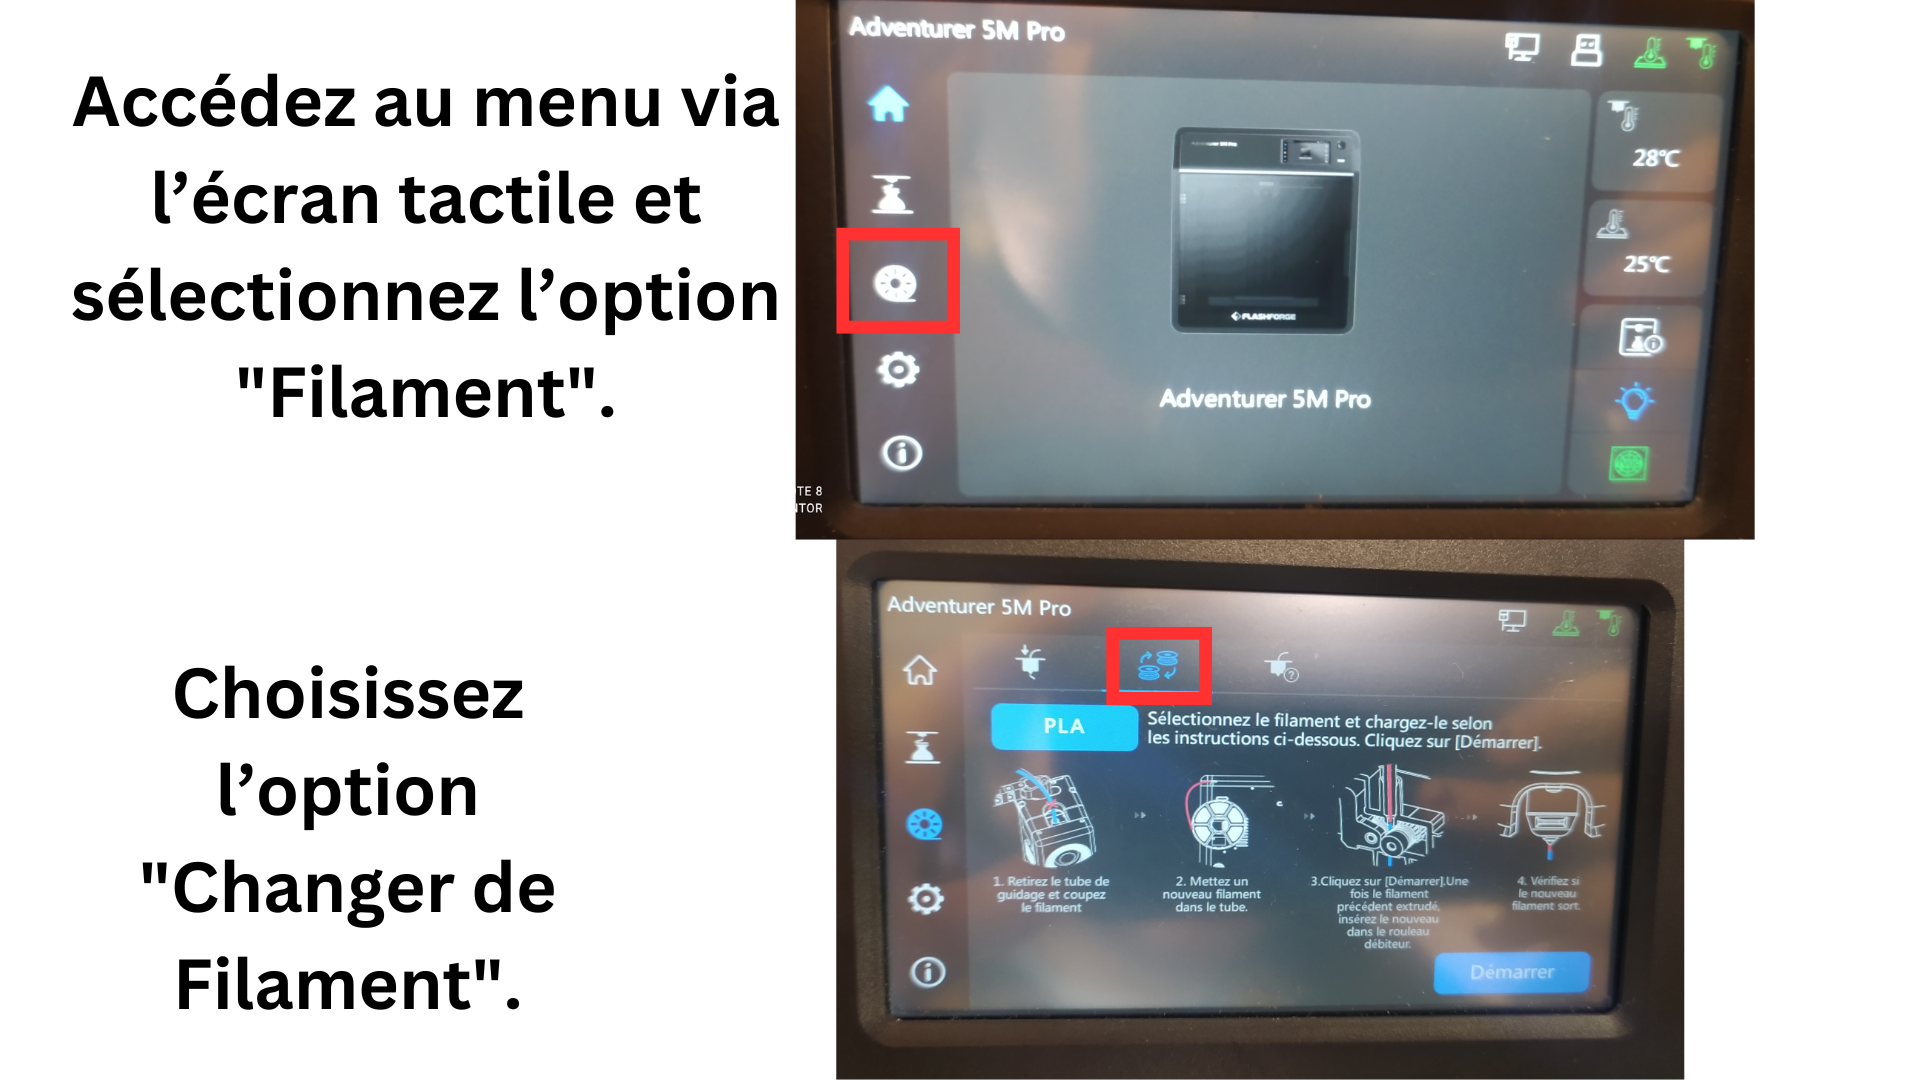 Accédez au menu via
l’écran tactile et
sélectionnez l’option
"Filament".
Adventurer 5M Pro
28°C
25°C
FLASHFORGE
Adventurer 5M Pro
TE 8
NTOR
Choisissez
l’option
"Changer de
Filament".
Adventurer 5M Pro
PLA
Sélectionnez le filament et chargez-le selon
les instructions ci-dessous. Cliquez sur [Démarrer].
1. Retirez le tube de
guidage et coupez
le filament
2. Mettez un
nouveau filament
dans le tube.
3.Cliquez sur [Démarrer].Une
fois le filament
précédent extrudé,
insérez le nouveau
dans le rouleau
débiteur.
4. Vérifiez si
le nouveau
filament sort.
Démarrer